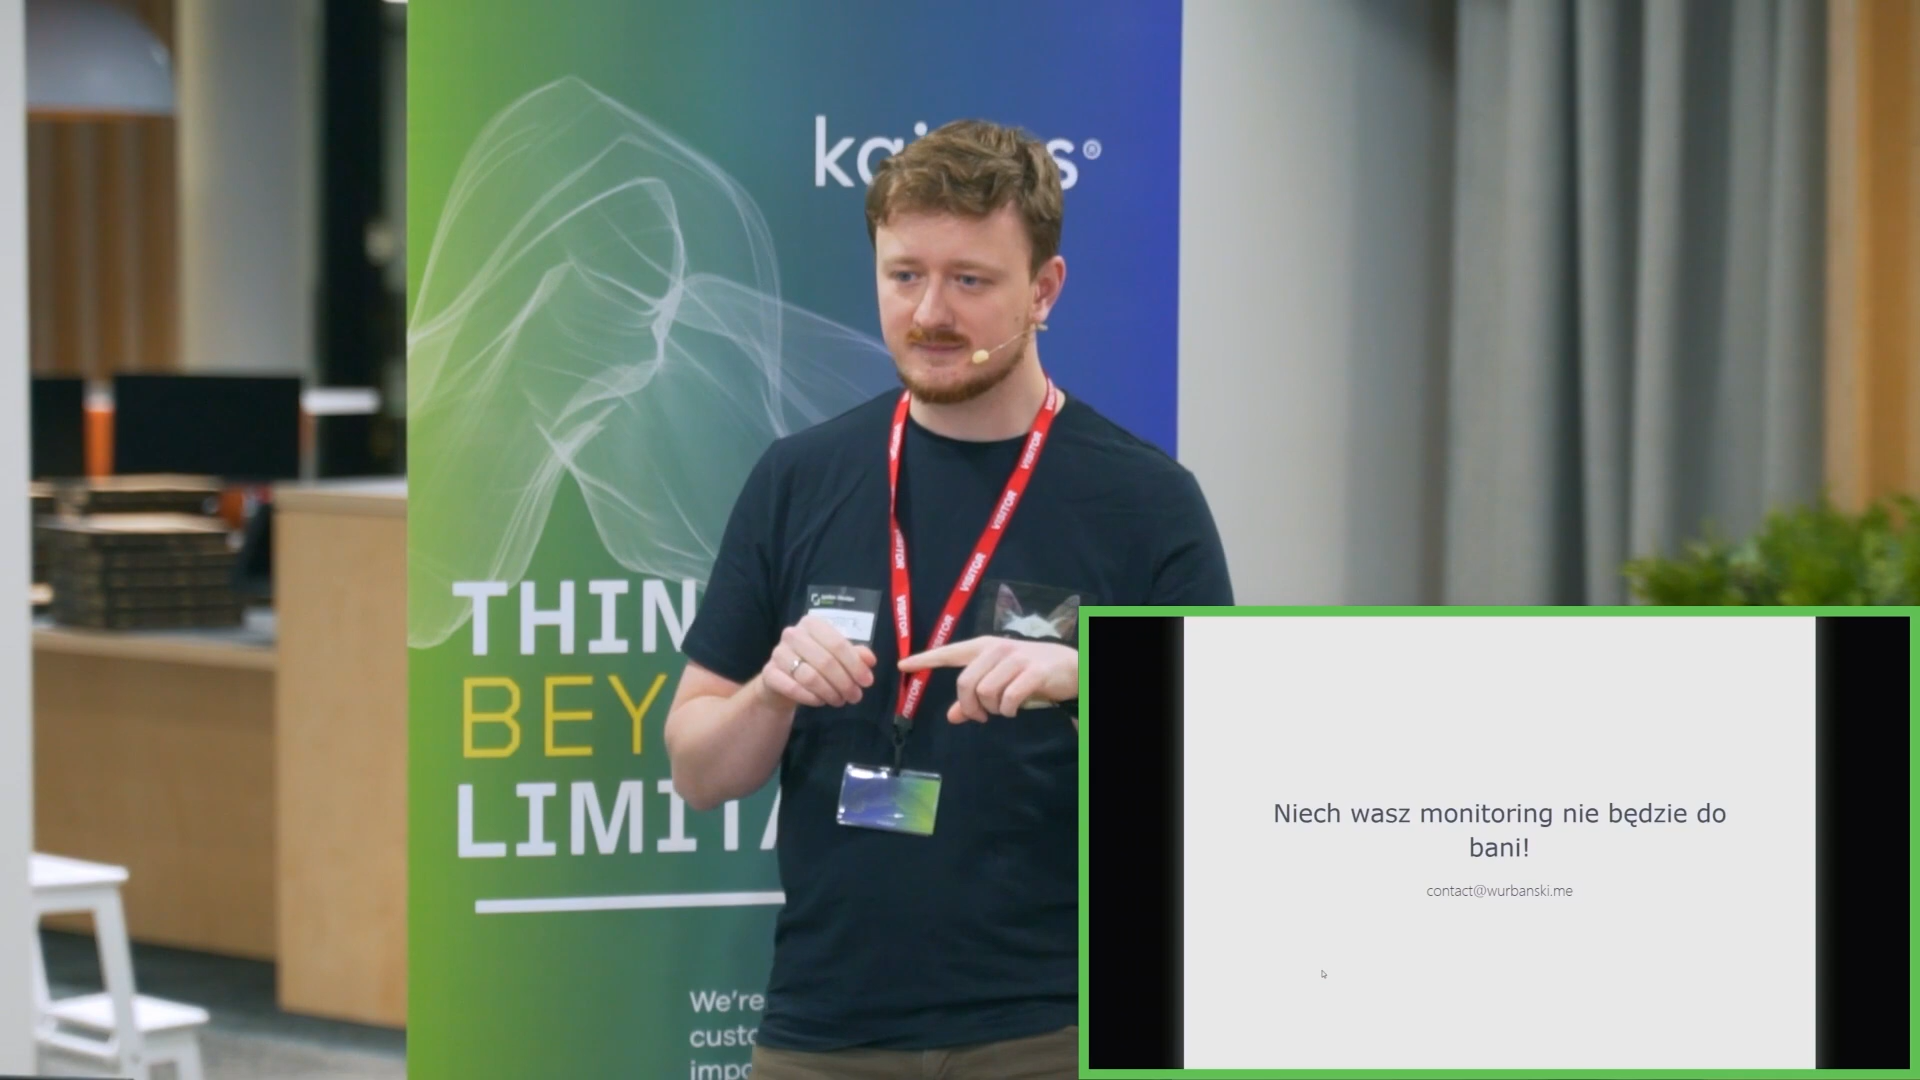 THIN
BEY
LIMIT
We're
custo
impo
VISITOR
VISITOR
VISITOR
VISITOR
Niech wasz monitoring nie będzie do
bani!
contact@wurbanski.me